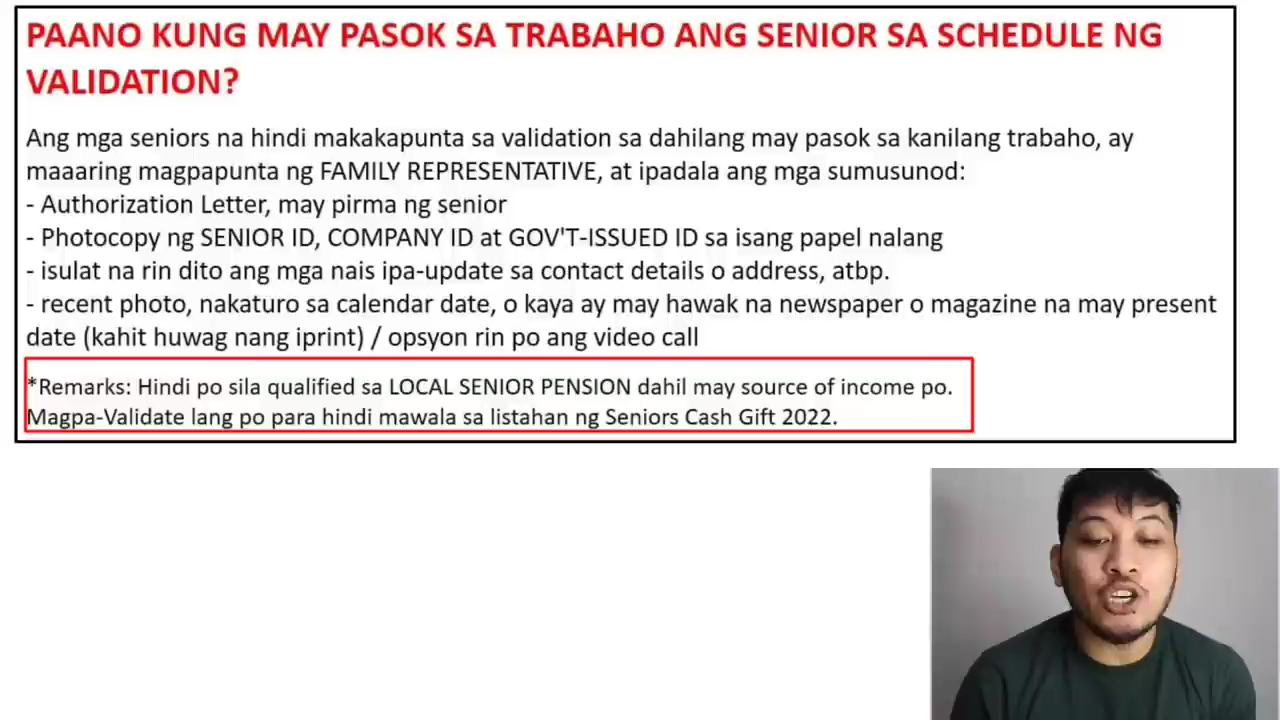 PAANO KUNG MAY PASOK SA TRABAHO ANG SENIOR SA SCHEDULE NG
VALIDATION?
Ang mga seniors na hindi makakapunta sa validation sa dahilang may pasok sa kanilang trabaho, ay
maaaring magpapunta ng FAMILY REPRESENTATIVE, at ipadala ang mga sumusunod:
- Authorization Letter, may pirma ng senior
- Photocopy ng SENIOR ID, COMPANY ID at GOV'T-ISSUED ID sa isang papel nalang
- isulat na rin dito ang mga nais ipa-update sa contact details o address, atbp.
- recent photo, nakaturo sa calendar date, o kaya ay may hawak na newspaper o magazine na may present
date (kahit huwag nang iprint) / opsyon rin po ang video call
*Remarks: Hindi po sila qualified sa LOCAL SENIOR PENSION dahil may source of income po.
Magpa-Validate lang po para hindi mawala sa listahan ng Seniors Cash Gift 2022.